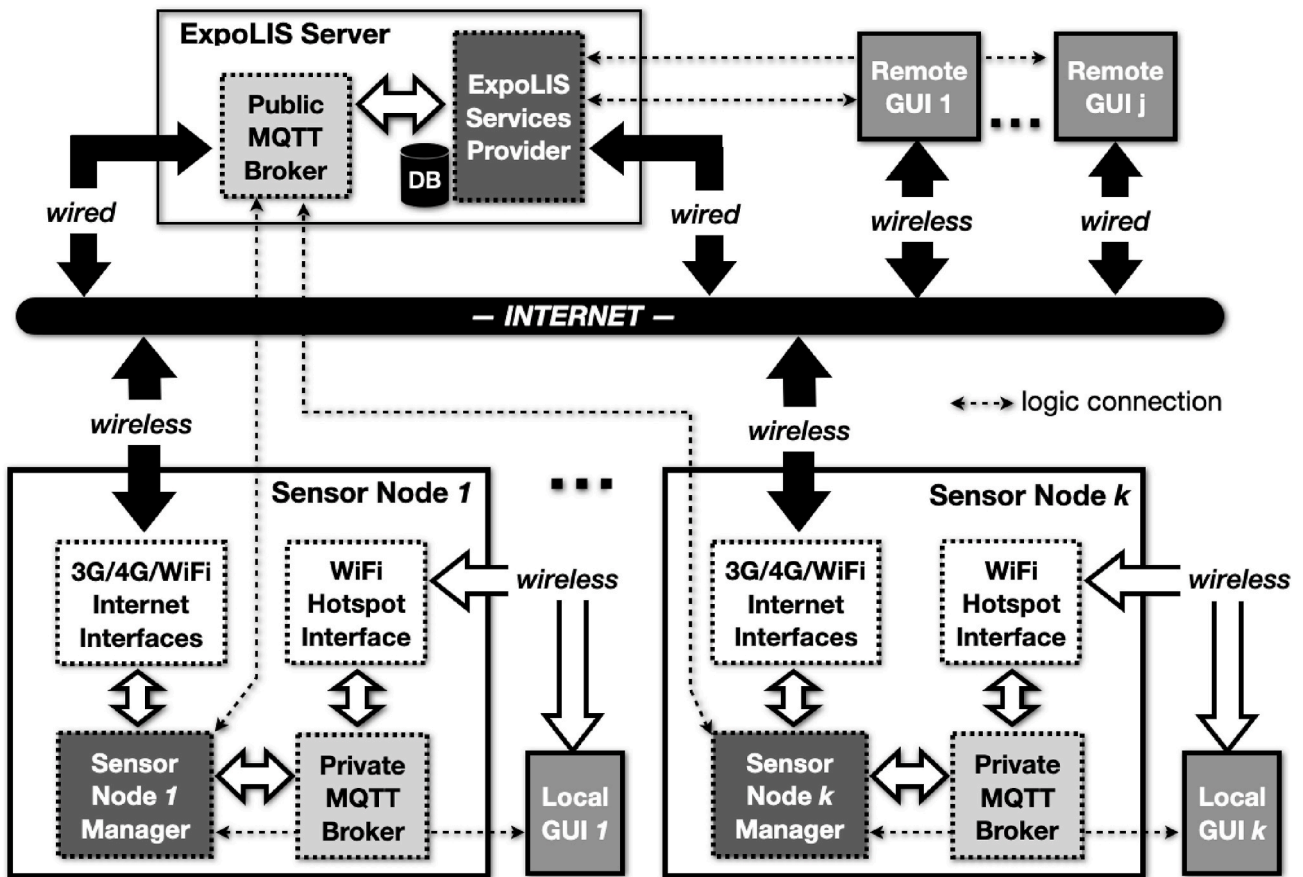 ExpoLIS Server
Public
MQTT
Broker
DB
ExpoLIS
Services
Provider
Remote
GUI 1
...
Remote
GUI j
wired
wired
wireless
wired
— INTERNET —
wireless
wireless
logic connection
Sensor Node 1
...
Sensor Node k
3G/4G/WiFi
Internet
Interfaces
WiFi
Hotspot
Interface
wireless
Sensor
Node 1
Manager
Private
MQTT
Broker
Local
GUI 1
3G/4G/WiFi
Internet
Interfaces
WiFi
Hotspot
Interface
wireless
Sensor
Node k
Manager
Private
MQTT
Broker
Local
GUI k